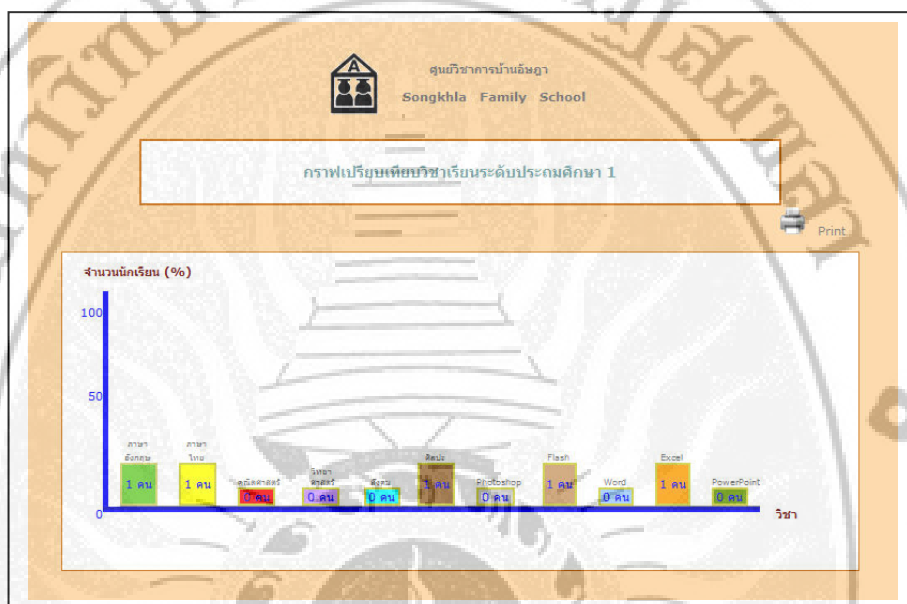 ศูนย์วิชาการบ้านอัษฎา
Songkhla Family School
กราฟเปรียบเทียบวิชาเรียนระดับประถมศึกษา 1
Print
จำนวนนักเรียน (%)
100
50
0
ภาษา
อังกฤษ
1 คน
ภาษา
ไทย
1 คน
คณิตศาสตร์
0 คน
วิทยา
ศาสตร์
0 คน
สังคม
0 คน
ศิลปะ
1 คน
Photoshop
0 คน
Flash
1 คน
Word
0 คน
Excel
1 คน
PowerPoint
0 คน
วิชา